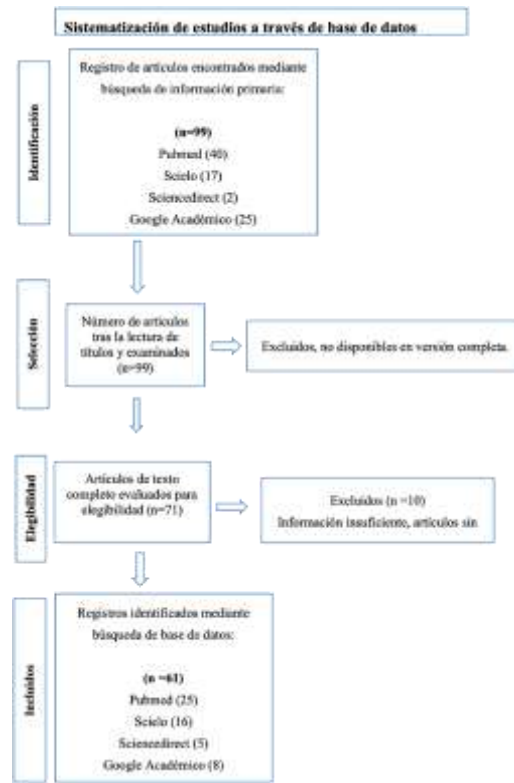 Sistematización de estudios a través de base de datos
Identificación
Registro de artículos encontrados mediante
búsqueda de información primaria:
(n=99)
Pubmed (40)
Scielo (17)
Sciencedirect (2)
Google Académico (25)
Selección
Número de artículos
tras la lectura de
títulos y examinados
(n=99)
Excluidos, no disponibles en versión completa.
Elegibilidad
Artículos de texto
completo evaluados para
elegibilidad (n=71)
Excluidos (n =10)
Información insuficiente, artículos sin
Incluidos
Registros identificados mediante
búsqueda de base de datos:
(n =61)
Pubmed (25)
Scielo (16)
Sciencedirect (5)
Google Académico (8)